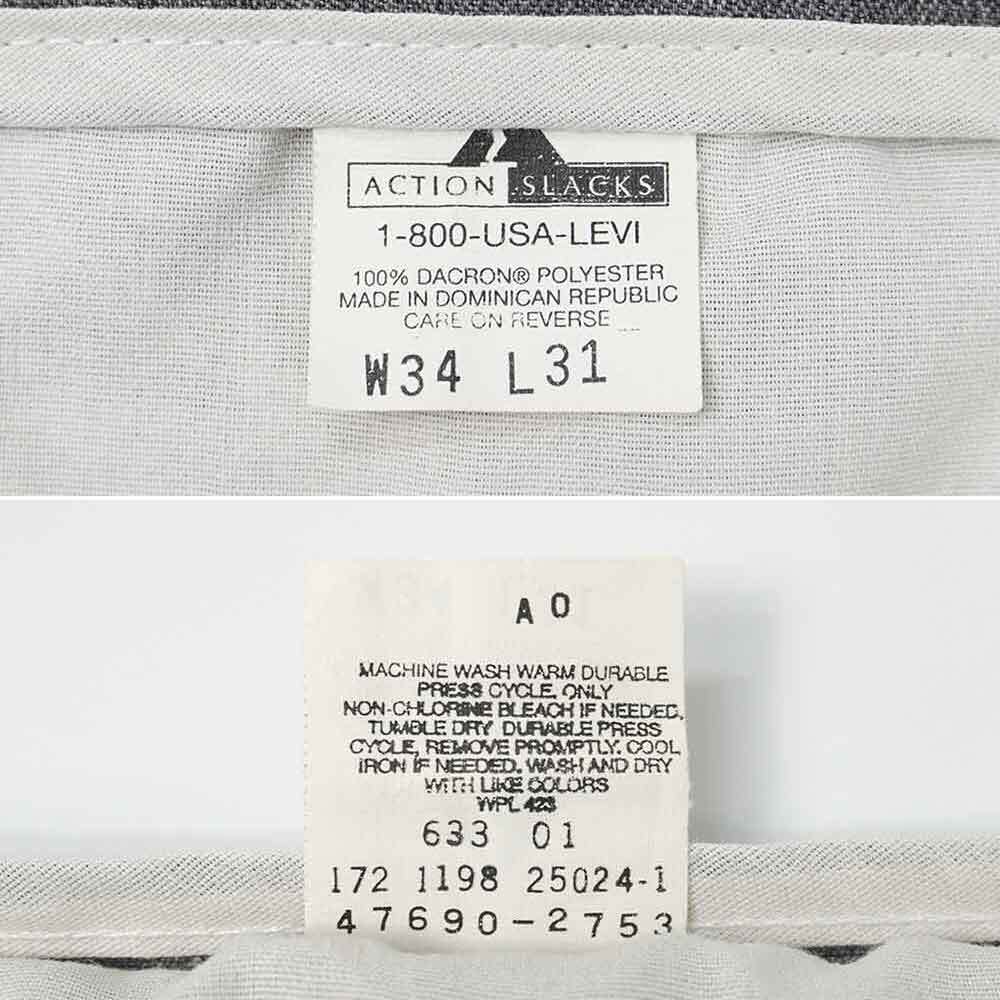 ACTION SLACKS
1-800-USA-LEVI
100% DACRON® POLYESTER
MADE IN DOMINICAN REPUBLIC
CARE ON REVERSE
W34 L31
A 0
MACHINE WASH WARM DURABLE
PRESS CYCLE, ONLY
NON-CHLORINE BLEACH IF NEEDED.
TUMBLE DRY DURABLE PRESS
CYCLE, REMOVE PROMPTLY. COOL
IRON IF NEEDED. WASH AND DRY
WITH LIKE COLORS
WPL 423
633 01
172 1198 25024-1
47690-2753